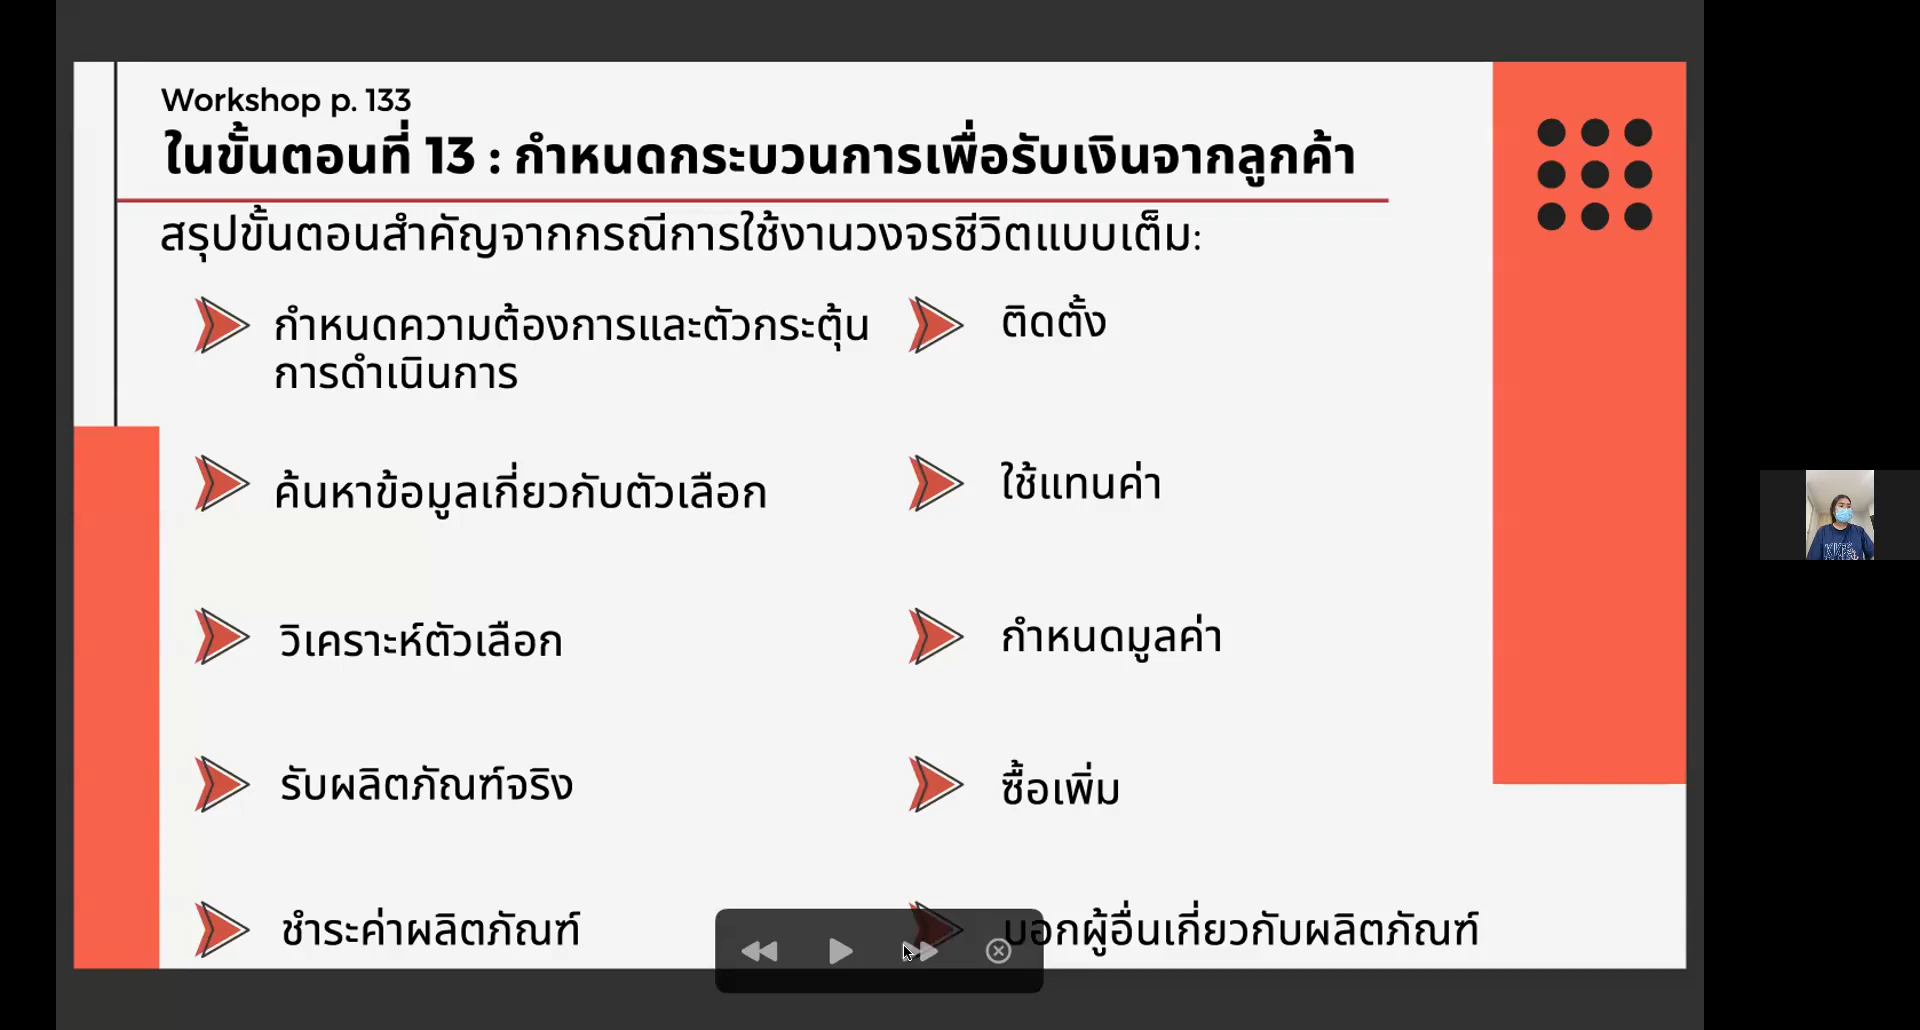 Workshop p. 133
ในขั้นตอนที่ 13 : กำหนดกระบวนการเพื่อรับเงินจากลูกค้า
สรุปขั้นตอนสำคัญจากกรณีการใช้งานวงจรชีวิตแบบเต็ม:
กำหนดความต้องการและตัวกระตุ้น
การดำเนินการ
ค้นหาข้อมูลเกี่ยวกับตัวเลือก
วิเคราะห์ตัวเลือก
รับผลิตภัณฑ์จริง
ชำระค่าผลิตภัณฑ์
ติดตั้ง
ใช้แทนค่า
กำหนดมูลค่า
ซื้อเพิ่ม
บอกผู้อื่นเกี่ยวกับผลิตภัณฑ์